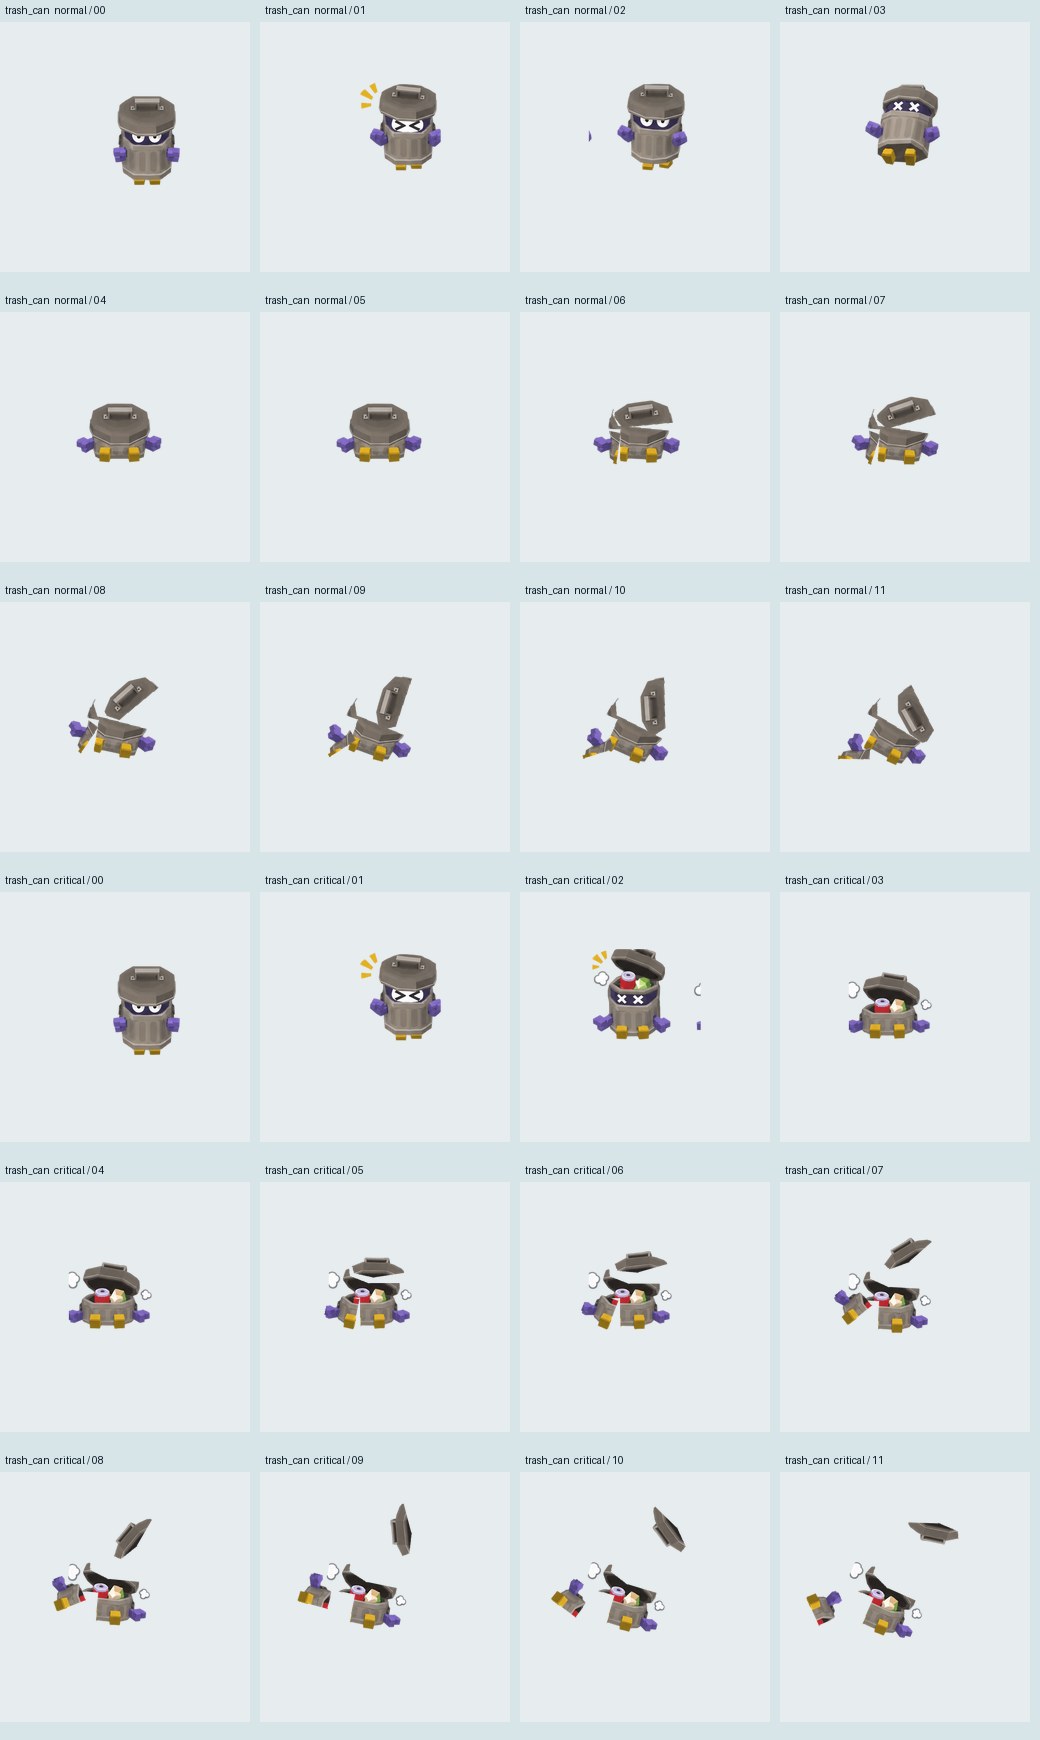 trash_can normal/00
trash_can normal/01
trash_can normal/02
trash_can normal/03
trash_can normal/04
trash_can normal/05
trash_can normal/06
trash_can normal/07
trash_can normal/08
trash_can normal/09
trash_can normal/10
trash_can normal/11
trash_can critical/00
trash_can critical/01
trash_can critical/02
trash_can critical/03
trash_can critical/04
trash_can critical/05
trash_can critical/06
trash_can critical/07
trash_can critical/08
trash_can critical/09
trash_can critical/10
trash_can critical/11